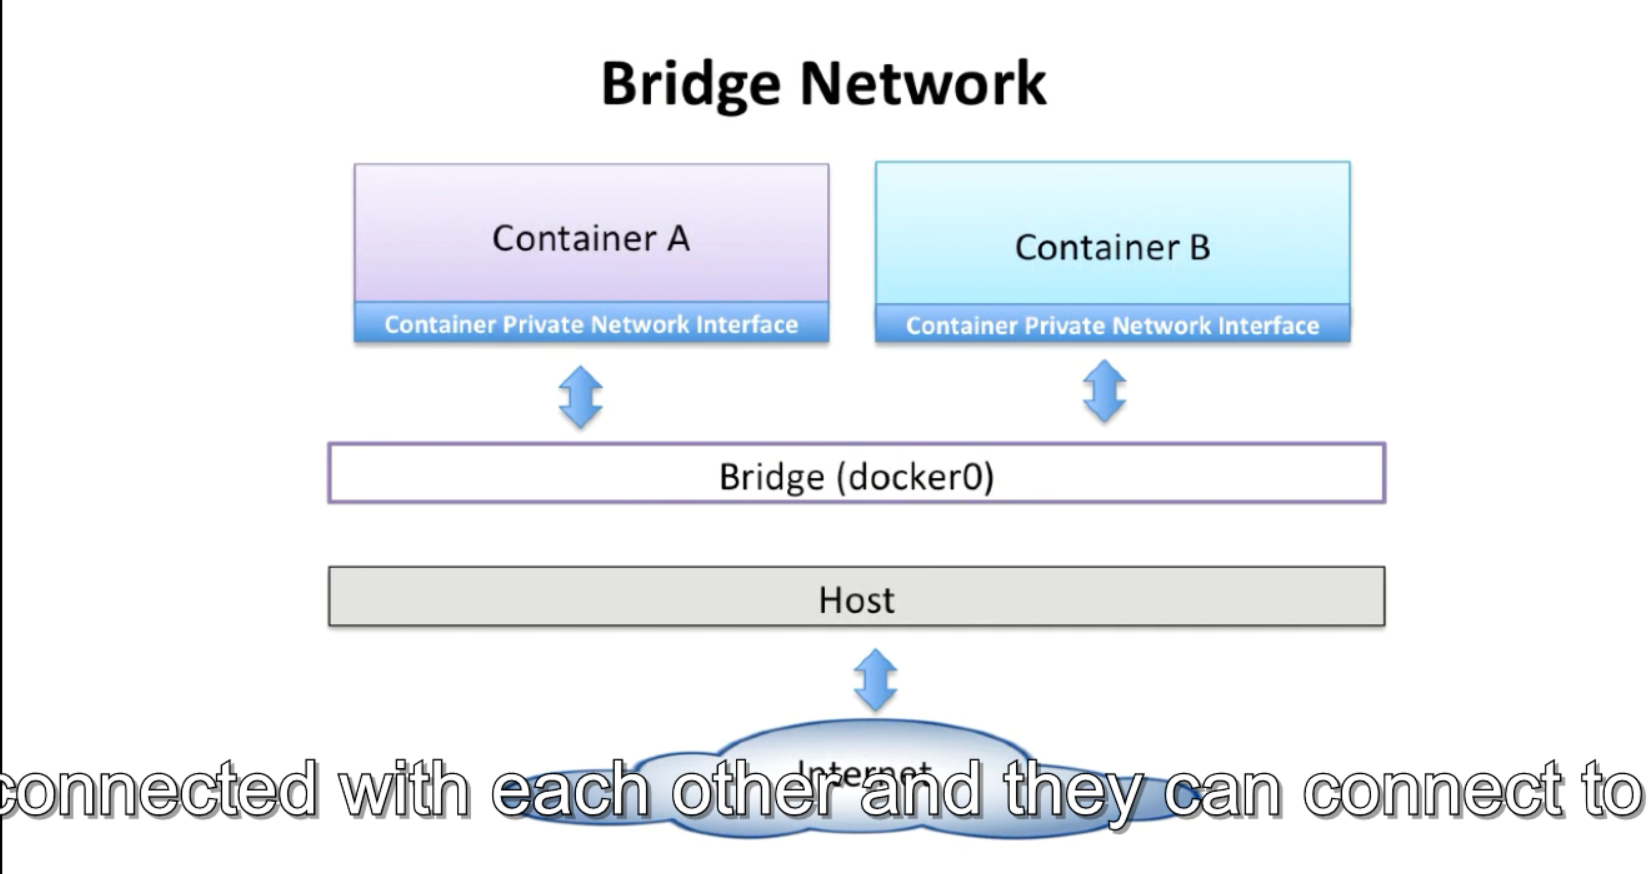 Bridge Network
Container A
Container B
Container Private Network Interface
Container Private Network Interface
Bridge (docker0)
Host
Internet
connected with each other and they can connect to